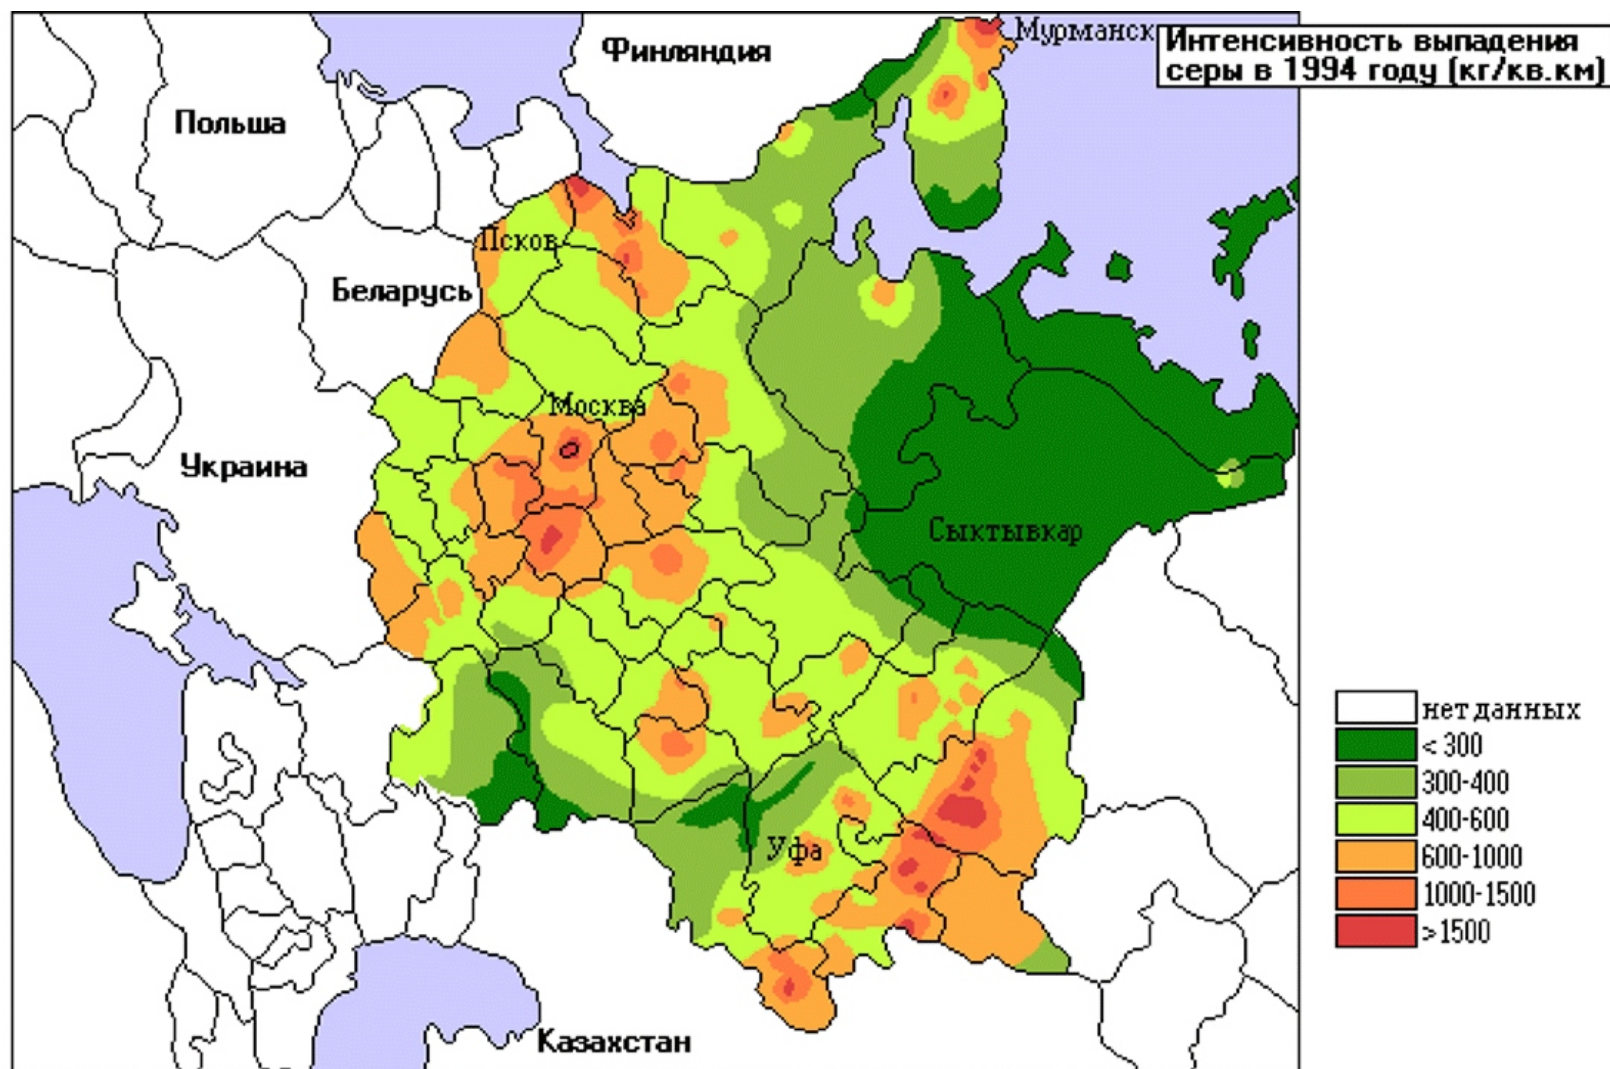 Финляндия
Мурманск
Интенсивность выпадения
серы в 1994 году (кг/кв.км)
Польша
Псков
Беларусь
Москва
Украина
Сыктывкар
Уфа
Казахстан
нет данных
< 300
300-400
400-600
600-1000
1000-1500
>1500